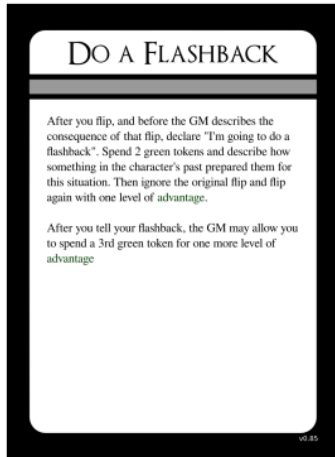 DO A FLASHBACK
After you flip, and before the GM describes the
consequence of that flip, declare "I'm going to do a
flashback". Spend 2 green tokens and describe how
something in the character's past prepared them for
this situation. Then ignore the original flip and flip
again with one level of advantage.
After you tell your flashback, the GM may allow you
to spend a 3rd green token for one more level of
advantage
v0.85